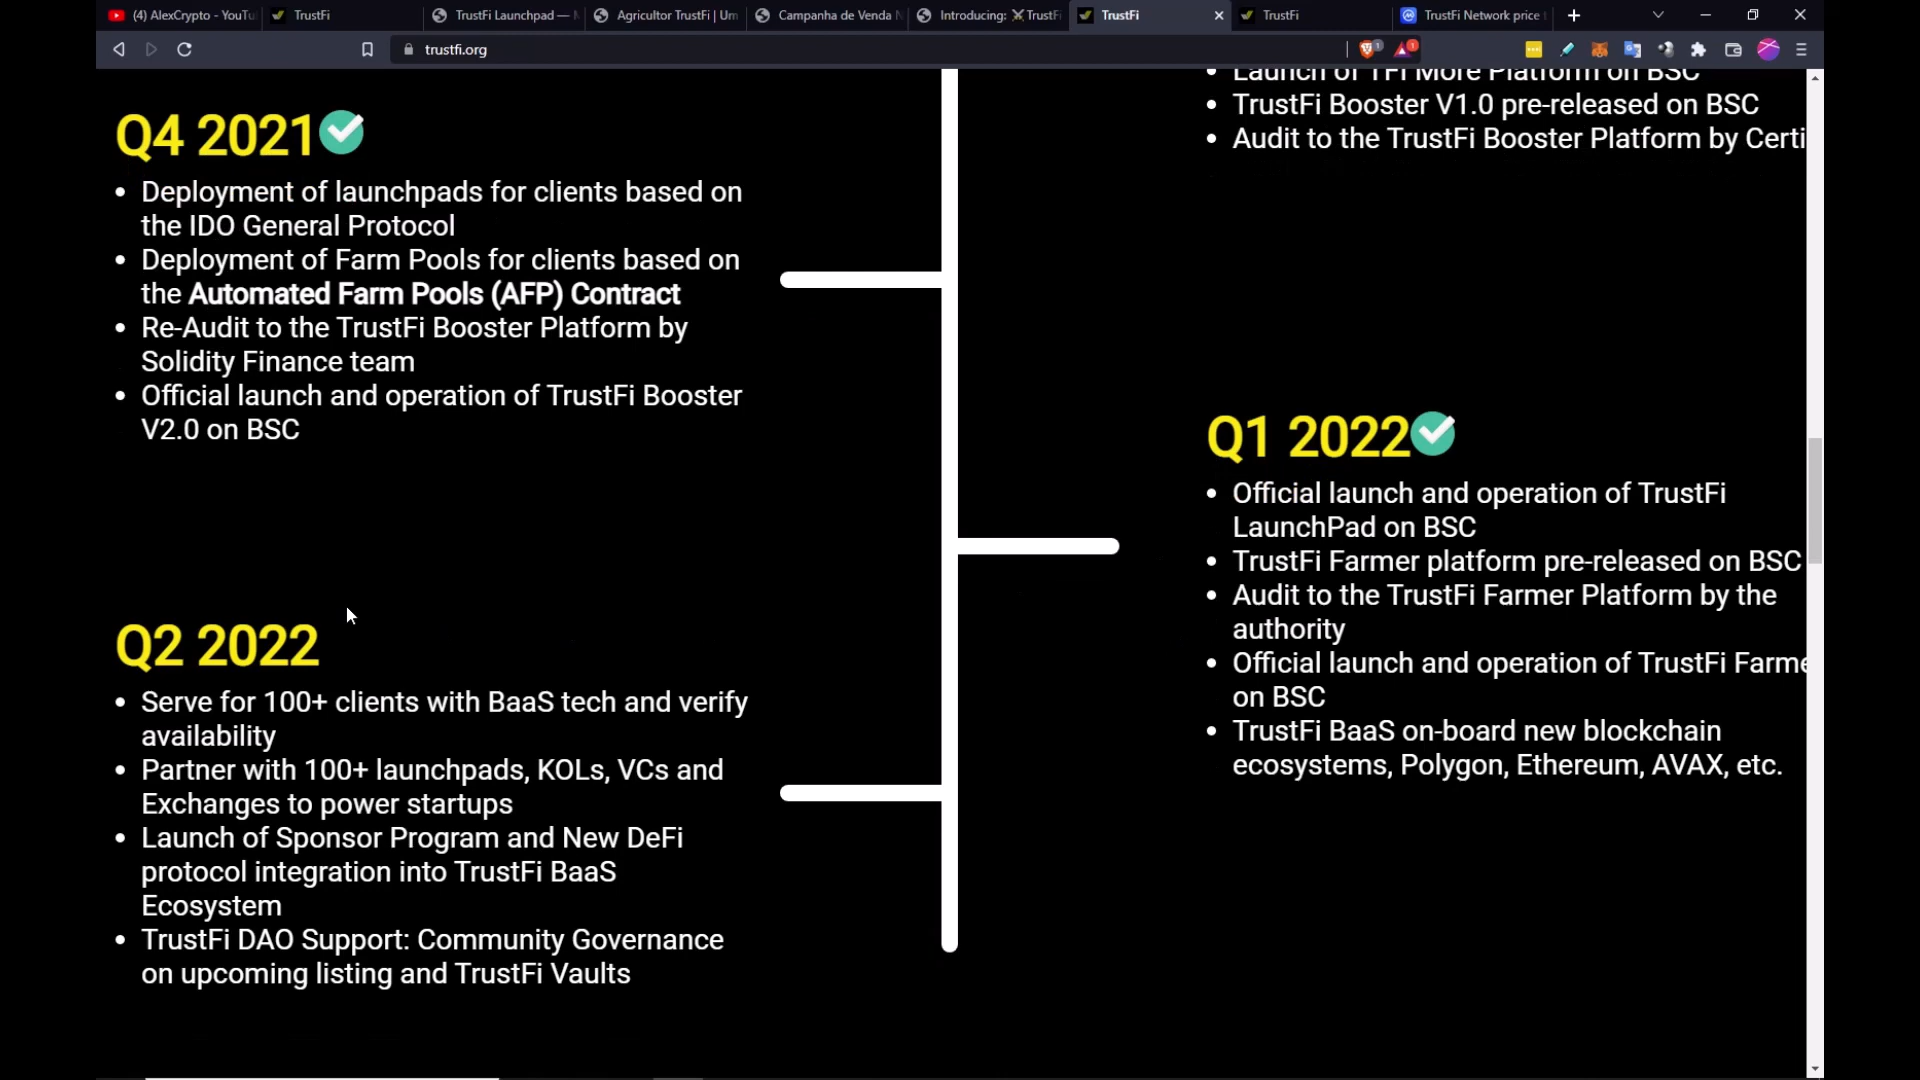 (4) AlexCrypto - YouTu
TrustFi
TrustFi Launchpad —
Agricultor TrustFi | Um
Campanha de Venda
Introducing: ⚔TrustFi
TrustFi
TrustFi
TrustFi Network price t
trustfi.org
1
1
Launch of TFI More Platform on BSC
• TrustFi Booster V1.0 pre-released on BSC
• Audit to the TrustFi Booster Platform by Certi
Q4 2021
• Deployment of launchpads for clients based on
the IDO General Protocol
• Deployment of Farm Pools for clients based on
the Automated Farm Pools (AFP) Contract
• Re-Audit to the TrustFi Booster Platform by
Solidity Finance team
• Official launch and operation of TrustFi Booster
V2.0 on BSC
Q1 2022
• Official launch and operation of TrustFi
LaunchPad on BSC
• TrustFi Farmer platform pre-released on BSC
• Audit to the TrustFi Farmer Platform by the
authority
• Official launch and operation of TrustFi Farme
on BSC
• TrustFi BaaS on-board new blockchain
ecosystems, Polygon, Ethereum, AVAX, etc.
Q2 2022
• Serve for 100+ clients with BaaS tech and verify
availability
• Partner with 100+ launchpads, KOLs, VCs and
Exchanges to power startups
• Launch of Sponsor Program and New DeFi
protocol integration into TrustFi BaaS
Ecosystem
• TrustFi DAO Support: Community Governance
on upcoming listing and TrustFi Vaults